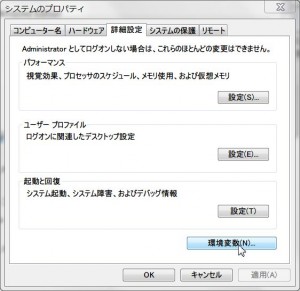 システムのプロパティ
コンピューター名 ハードウェア 詳細設定 システムの保護 リモート
Administrator としてログオンしない場合は、これらのほとんどの変更はできません。
パフォーマンス
視覚効果、プロセッサのスケジュール、メモリ使用、および仮想メモリ
設定(S)...
ユーザー プロファイル
ログオンに関連したデスクトップ設定
設定(E)...
起動と回復
システム起動、システム障害、およびデバッグ情報
設定(T)
環境変数(N)...
OK キャンセル 適用(A)